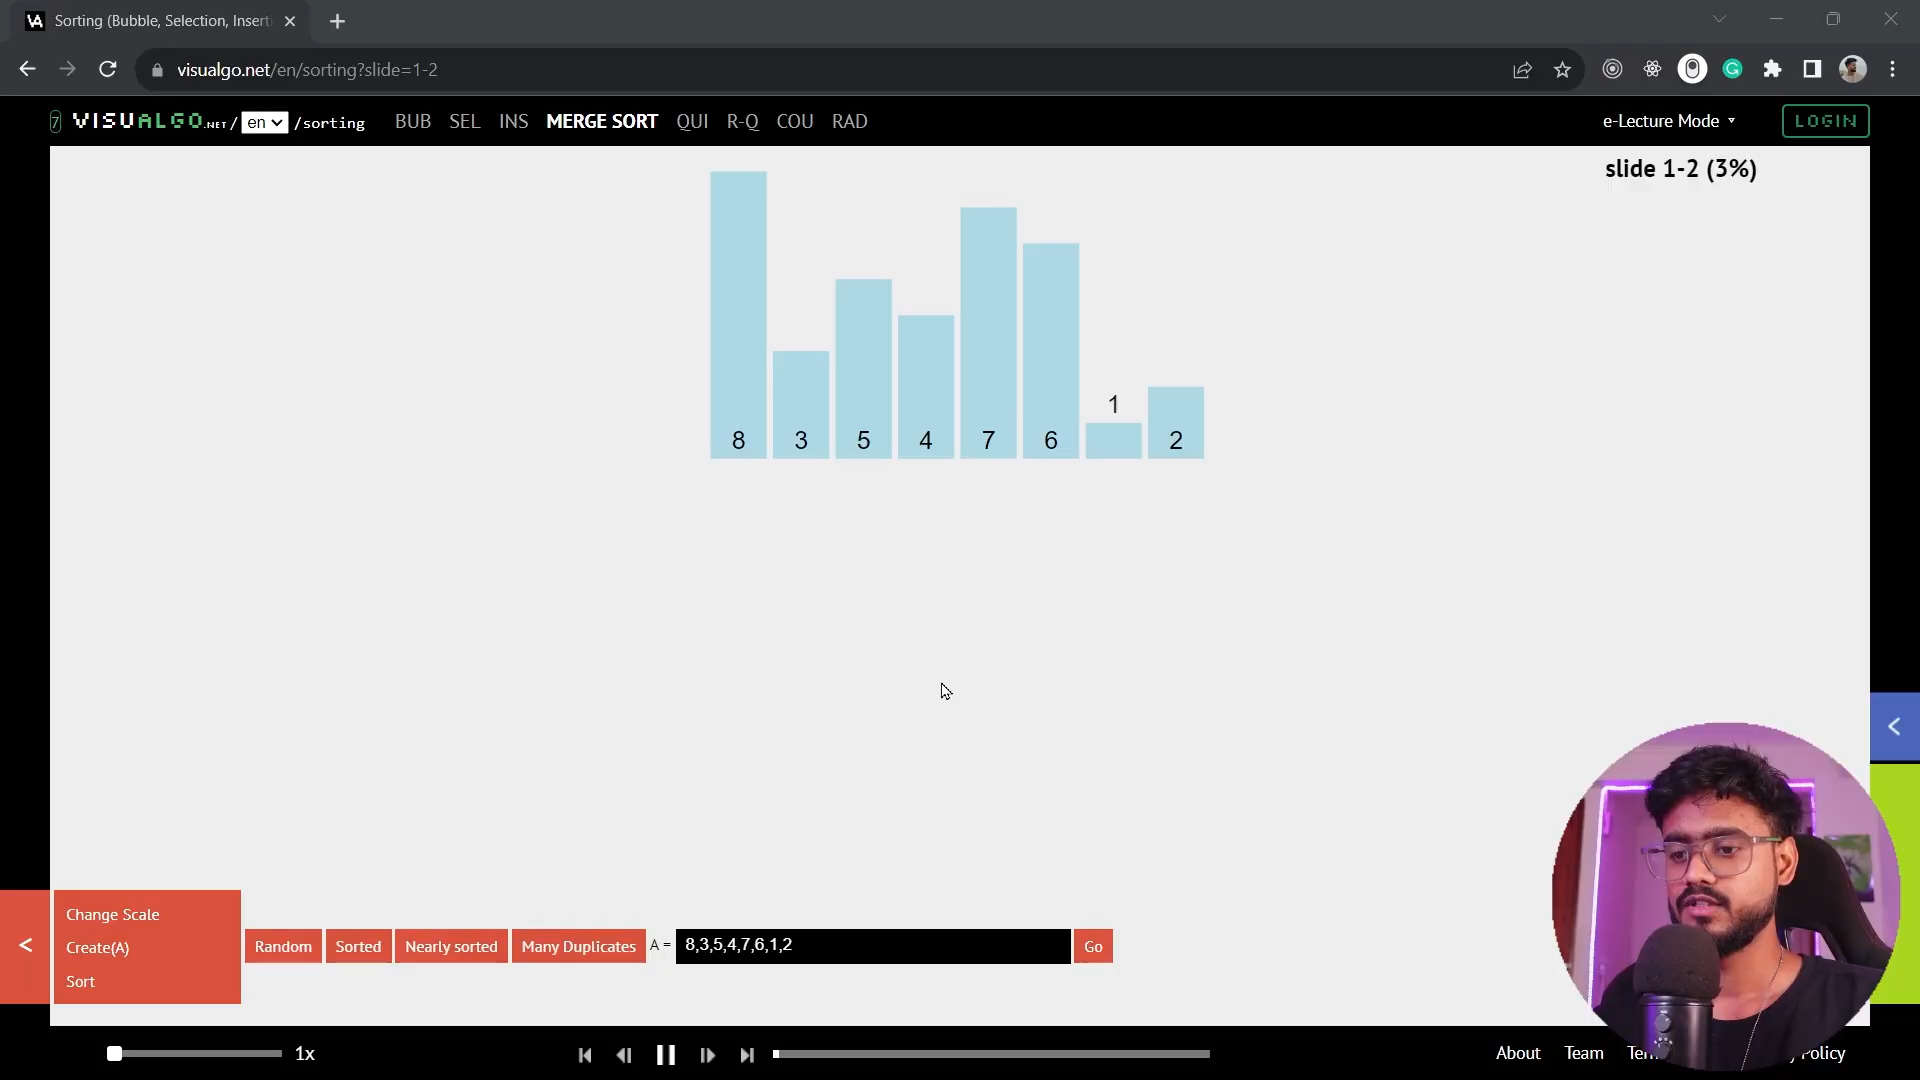 Sorting (Bubble, Selection, Inserti
visualgo.net/en/sorting?slide=1-2
7 VISUALGO.NET / en /sorting BUB SEL INS MERGE SORT QUI R-Q COU RAD e-Lecture Mode LOGIN
slide 1-2 (3%)
1
8 3 5 4 7 6 2
Change Scale
Create(A)
Sort
Random Sorted Nearly sorted Many Duplicates A = 8,3,5,4,7,6,1,2 Go
1x
About Team Policy